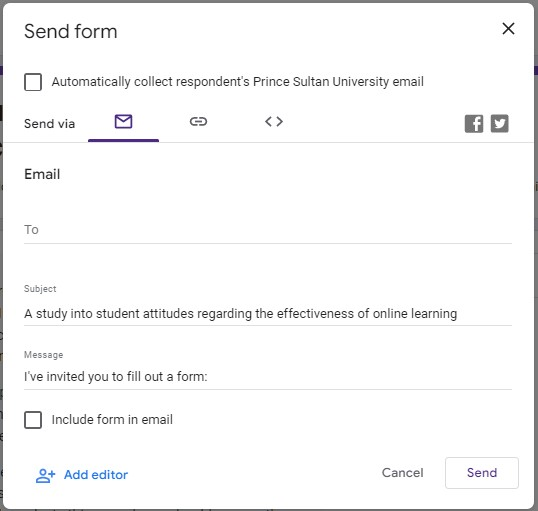 Send form
Automatically collect respondent's Prince Sultan University email
Send via
Email
To
Subject
A study into student attitudes regarding the effectiveness of online learning
Message
I've invited you to fill out a form:
Include form in email
Add editor
Cancel
Send